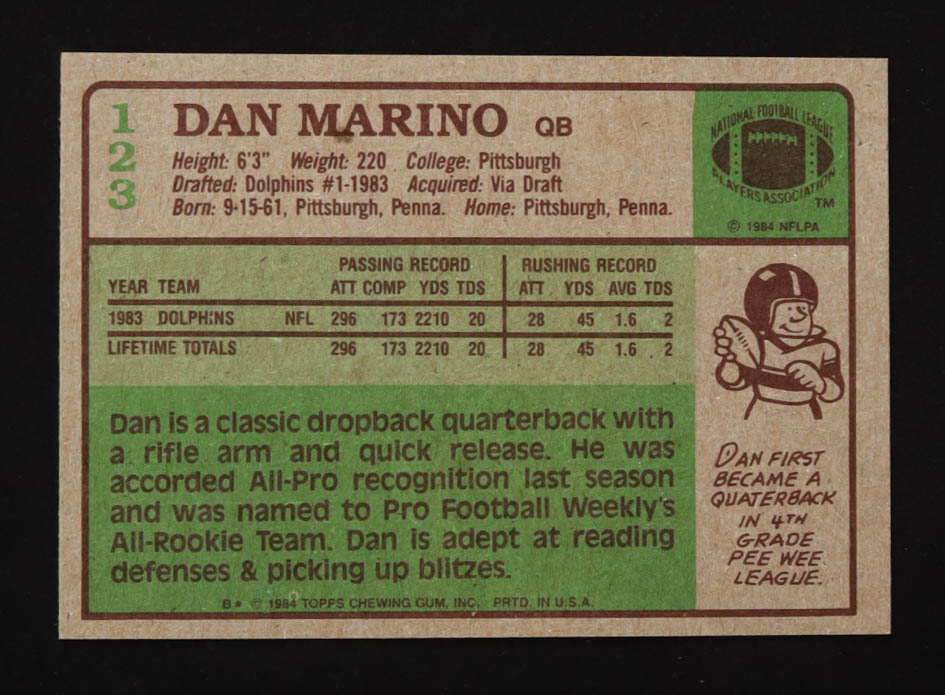 123
DAN MARINO QB
Height: 6'3" Weight: 220 College: Pittsburgh
Drafted: Dolphins #1-1983 Acquired: Via Draft
Born: 9-15-61, Pittsburgh, Penna. Home: Pittsburgh, Penna.
NATIONAL FOOTBALL LEAGUE
PLAYERS ASSOCIATION
TM
© 1984 NFLPA
PASSING RECORD RUSHING RECORD
YEAR TEAM ATT COMP YDS TDS ATT YDS AVG TDS
1983 DOLPHINS NFL 296 173 2210 20 28 45 1.6 2
LIFETIME TOTALS 296 173 2210 20 28 45 1.6 2
Dan is a classic dropback quarterback with
a rifle arm and quick release. He was
accorded All-Pro recognition last season
and was named to Pro Football Weekly's
All-Rookie Team. Dan is adept at reading
defenses & picking up blitzes.
B* © 1984 TOPPS CHEWING GUM, INC. PRTD. IN U.S.A.
DAN FIRST
BECAME A
QUATERBACK
IN 4TH
GRADE
PEE WEE
LEAGUE.